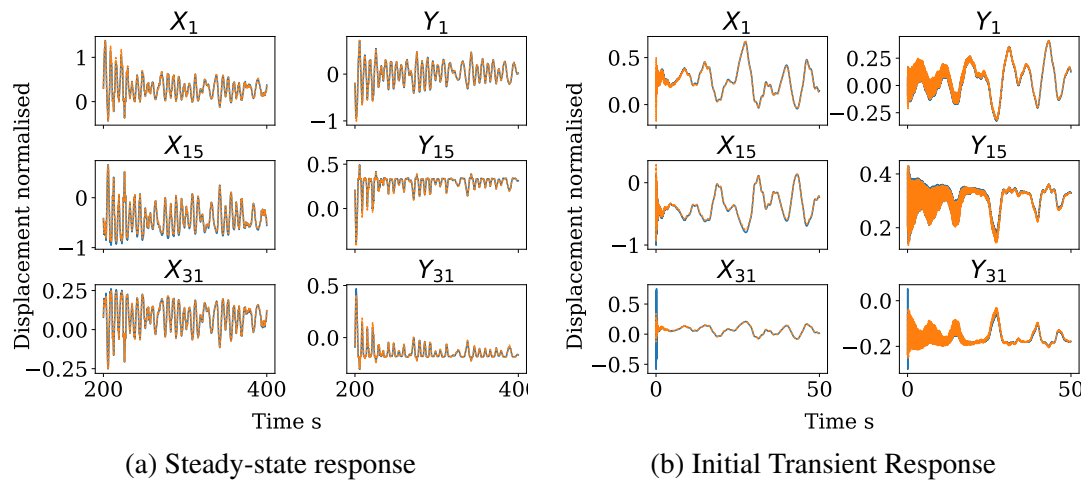 X₁
Y₁
1
0
0
−1
X₁₅
Y₁₅
0
−1
0.5
0.0
X₃₁
Y₃₁
0.25
0.00
−0.25
0.5
0.0
200
400
200
400
Displacement normalised
Time s
(a) Steady-state response
X₁
Y₁
0.5
0.0
0.25
0.00
−0.25
X₁₅
Y₁₅
0
−1
0.4
0.2
X₃₁
Y₃₁
0.5
0.0
−0.5
0.0
−0.2
0
50
0
50
Displacement normalised
Time s
(b) Initial Transient Response